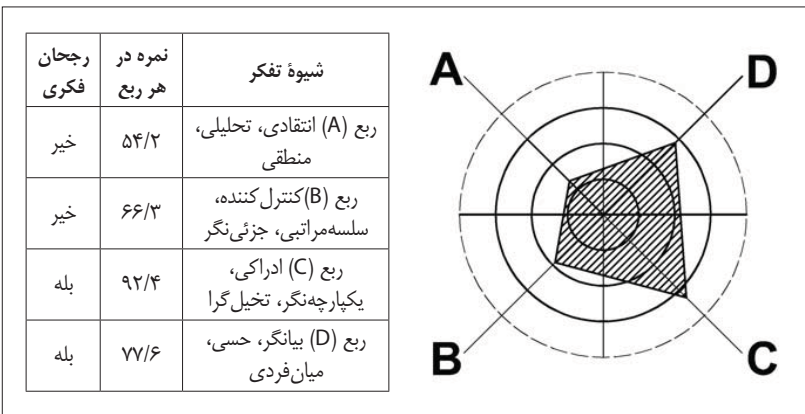 شیوهٔ تفکر
نمره در
هر ربع
رجحان
فکری
ربع (A) انتقادی، تحلیلی،
منطقی
۵۴/۲
خیر
ربع (B)کنترل‌کننده،
سلسه‌مراتبی، جزئی‌نگر
۶۶/۳
خیر
ربع (C) ادراکی،
یکپارچه‌نگر، تخیل‌گرا
۹۲/۴
بله
ربع (D) بیانگر، حسی،
میان‌فردی
۷۷/۶
بله
A
D
B
C